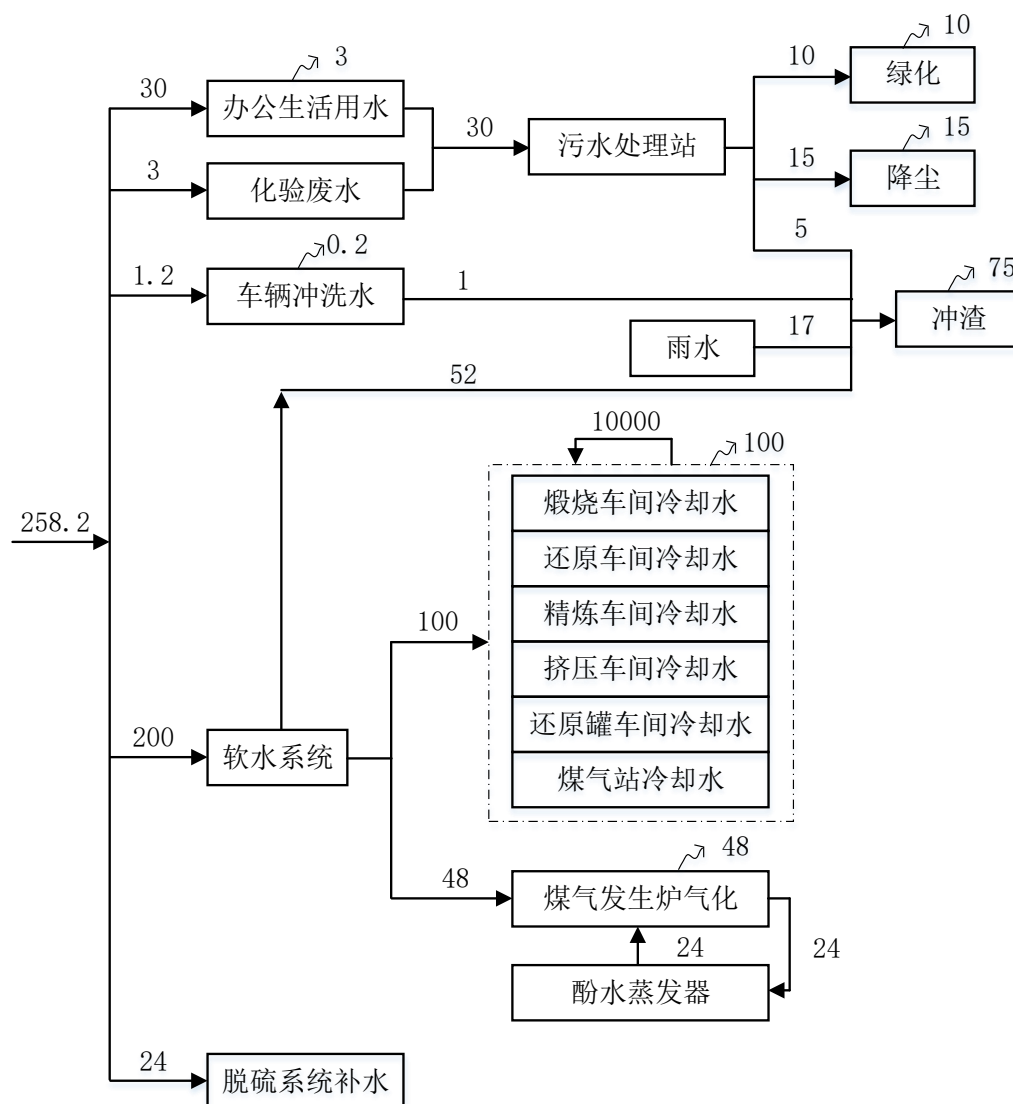 3
30
办公生活用水
3
化验废水
30
污水处理站
10
10
绿化
15
15
降尘
5
0.2
1.2
车辆冲洗水
1
75
冲渣
17
雨水
52
10000
100
煅烧车间冷却水
还原车间冷却水
精炼车间冷却水
挤压车间冷却水
还原罐车间冷却水
煤气站冷却水
258.2
100
200
软水系统
48
48
煤气发生炉气化
24
24
酚水蒸发器
24
脱硫系统补水